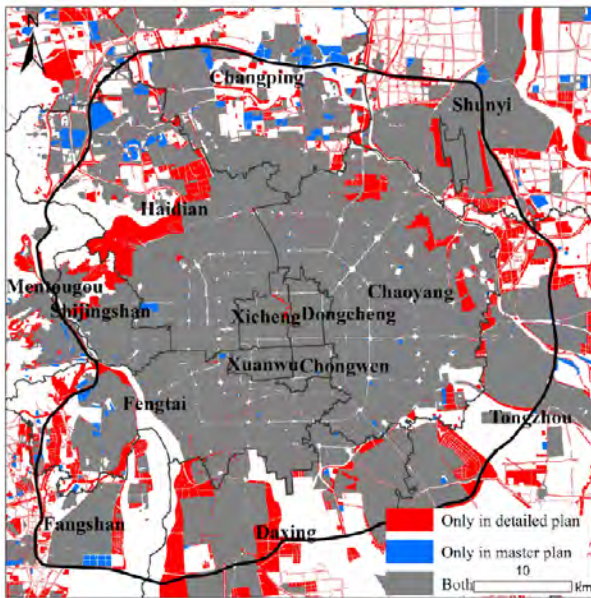 N
Changping
Shunyi
Haidian
Mentougou
Shijingshan
Chaoyang
Xicheng
Dongcheng
Xuanwu
Chongwen
Fengtai
Tongzhou
Fangshan
Daxing
Only in detailed plan
Only in master plan
Both
10
Km